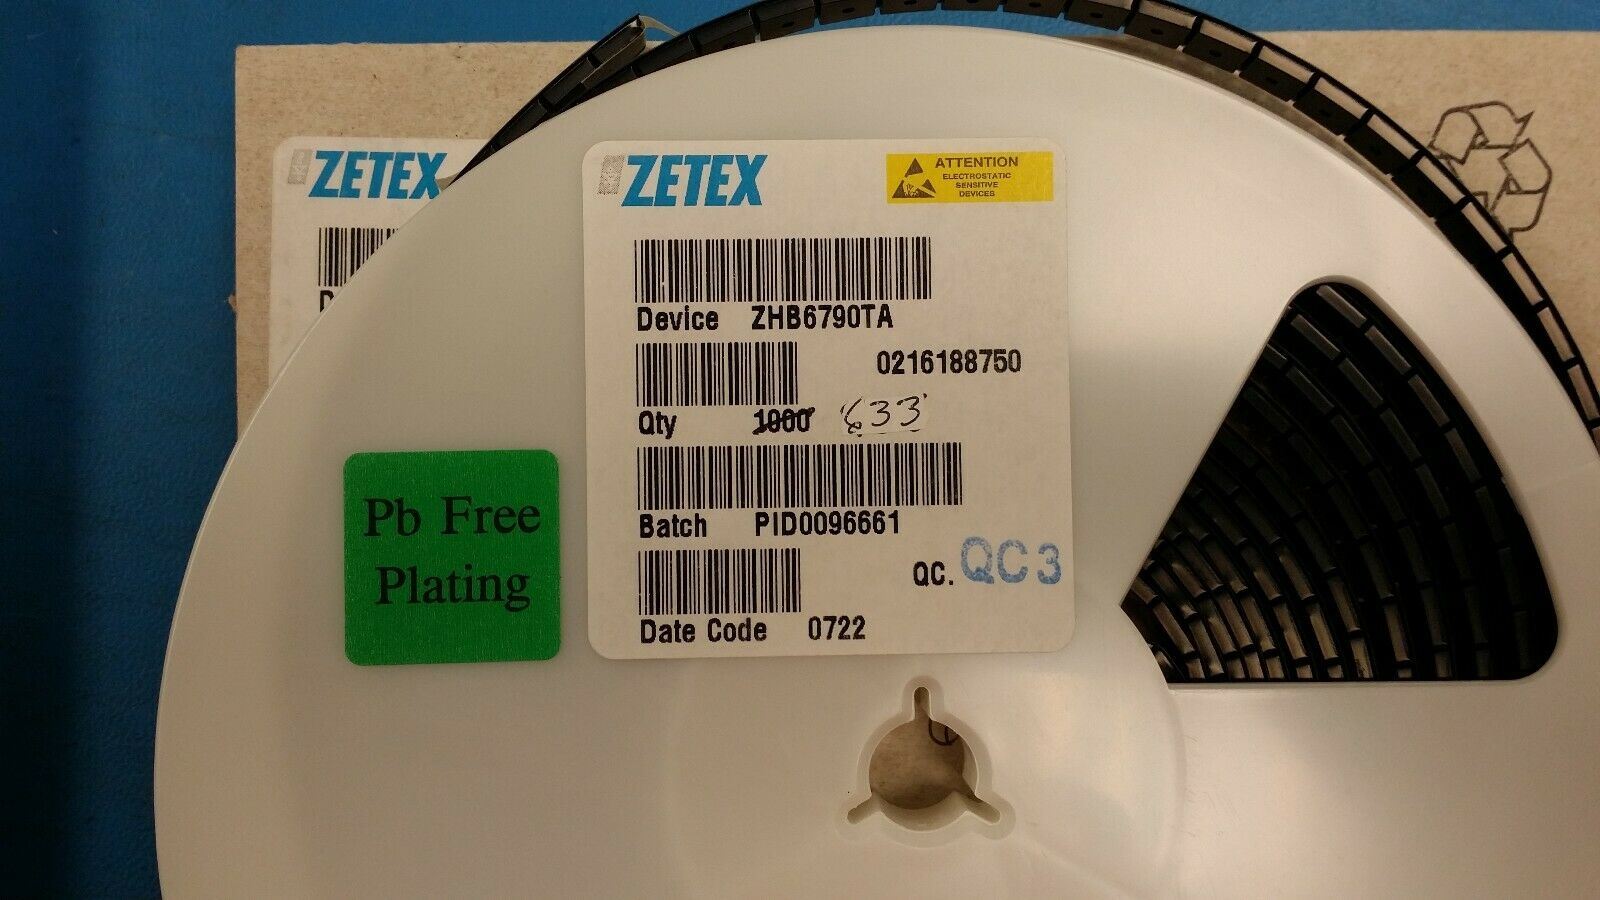 ZETEX
ZETEX
ATTENTION
ELECTROSTATIC
SENSITIVE
DEVICES
Device ZHB6790TA
0216188750
Qty 1000 633
Batch PID0096661
QC. QC3
Date Code 0722
Pb Free
Plating